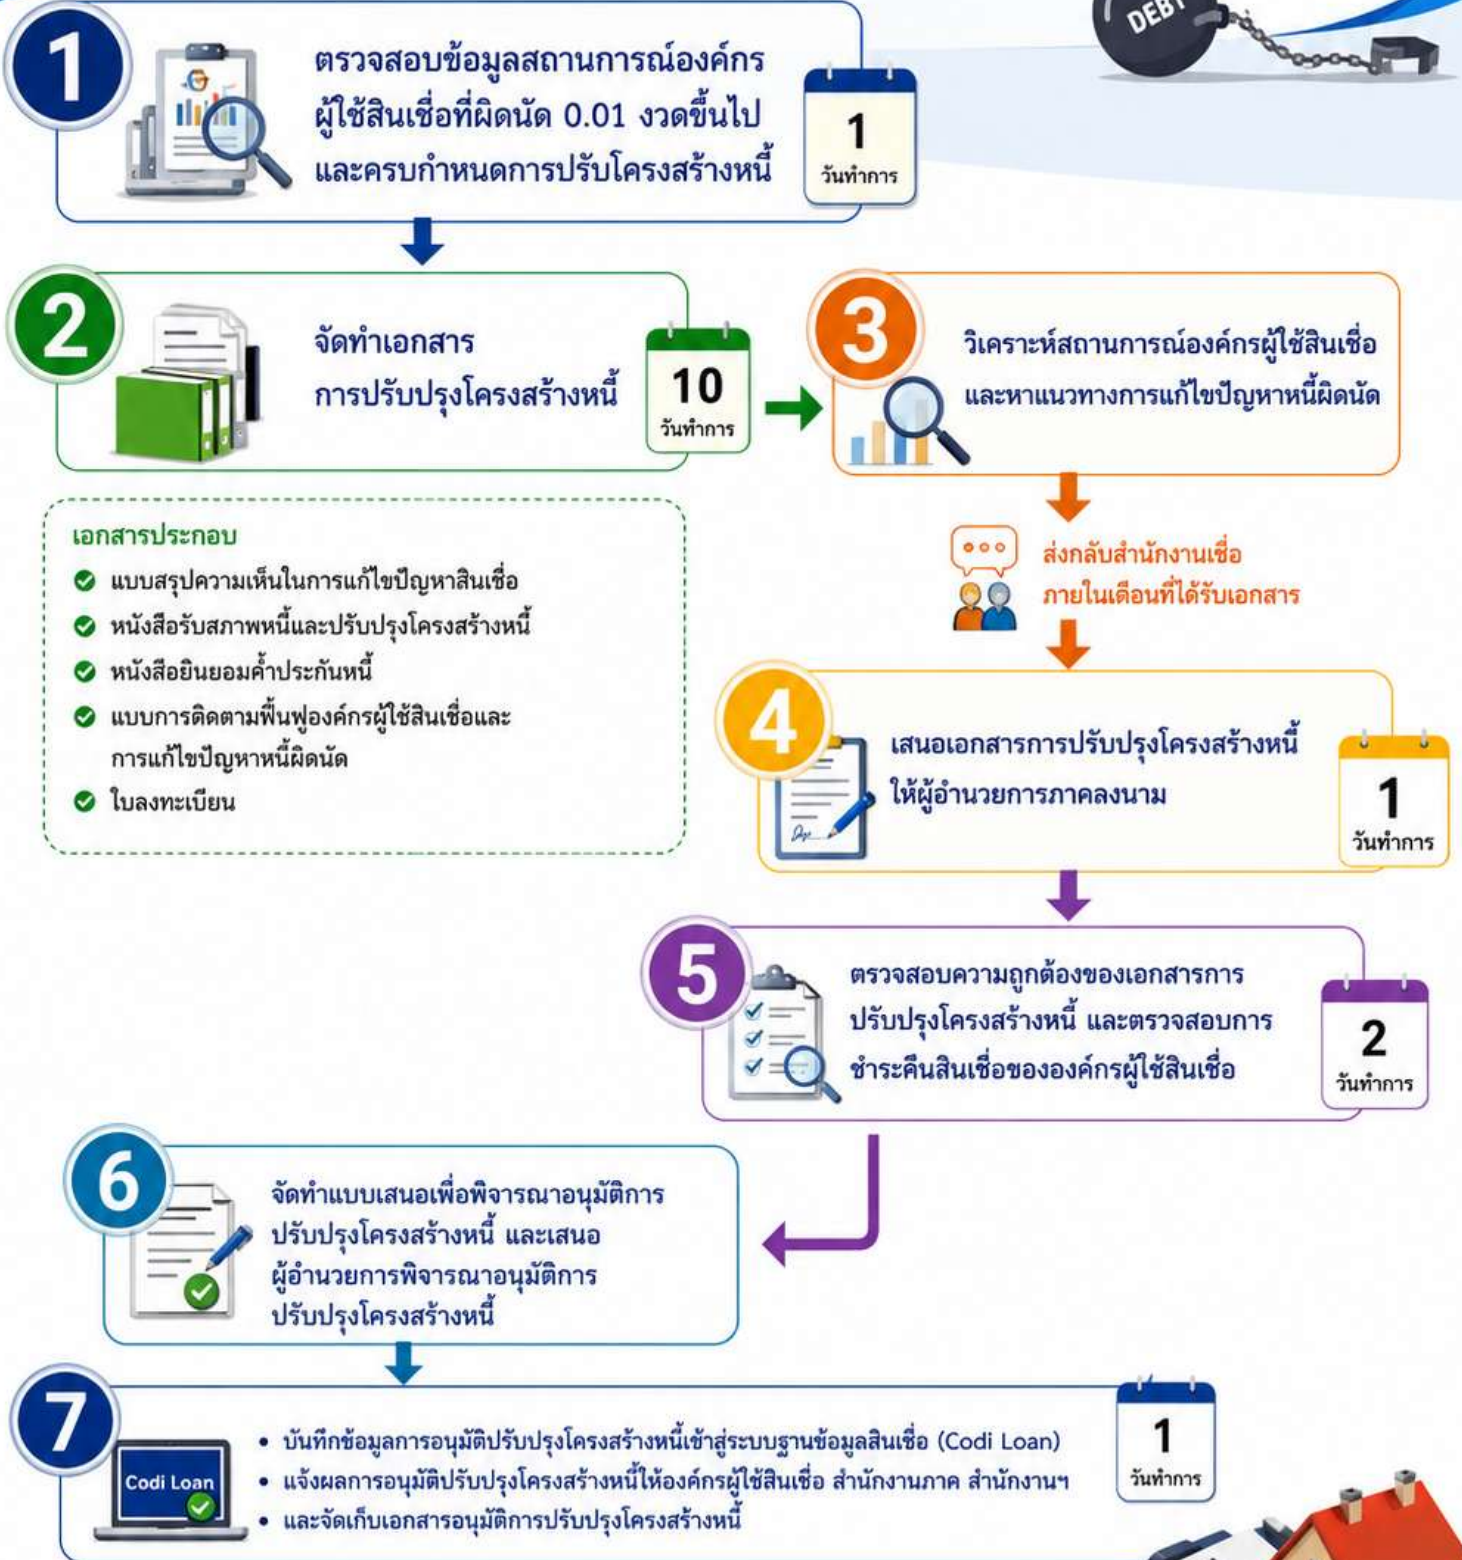 DEBT
1
ตรวจสอบข้อมูลสถานการณ์องค์กร
ผู้ใช้สินเชื่อที่ผิดนัด 0.01 งวดขึ้นไป
และครบกำหนดการปรับโครงสร้างหนี้
1
วันทำการ
2
จัดทำเอกสาร
การปรับปรุงโครงสร้างหนี้
10
วันทำการ
3
วิเคราะห์สถานการณ์องค์กรผู้ใช้สินเชื่อ
และหาแนวทางการแก้ไขปัญหาหนี้ผิดนัด
เอกสารประกอบ
แบบสรุปความเห็นในการแก้ไขปัญหาสินเชื่อ
หนังสือรับสภาพหนี้และปรับปรุงโครงสร้างหนี้
หนังสือยินยอมค้ำประกันหนี้
แบบการติดตามฟื้นฟูองค์กรผู้ใช้สินเชื่อและ
การแก้ไขปัญหาหนี้ผิดนัด
ใบลงทะเบียน
ส่งกลับสำนักงานเชื่อ
ภายในเดือนที่ได้รับเอกสาร
4
เสนอเอกสารการปรับปรุงโครงสร้างหนี้
ให้ผู้อำนวยการภาคลงนาม
1
วันทำการ
5
ตรวจสอบความถูกต้องของเอกสารการ
ปรับปรุงโครงสร้างหนี้ และตรวจสอบการ
ชำระคืนสินเชื่อขององค์กรผู้ใช้สินเชื่อ
2
วันทำการ
6
จัดทำแบบเสนอเพื่อพิจารณาอนุมัติการ
ปรับปรุงโครงสร้างหนี้ และเสนอ
ผู้อำนวยการพิจารณาอนุมัติการ
ปรับปรุงโครงสร้างหนี้
7
Codi Loan
• บันทึกข้อมูลการอนุมัติปรับปรุงโครงสร้างหนี้เข้าสู่ระบบฐานข้อมูลสินเชื่อ (Codi Loan)
• แจ้งผลการอนุมัติปรับปรุงโครงสร้างหนี้ให้องค์กรผู้ใช้สินเชื่อ สำนักงานภาค สำนักงานฯ
• และจัดเก็บเอกสารอนุมัติการปรับปรุงโครงสร้างหนี้
1
วันทำการ